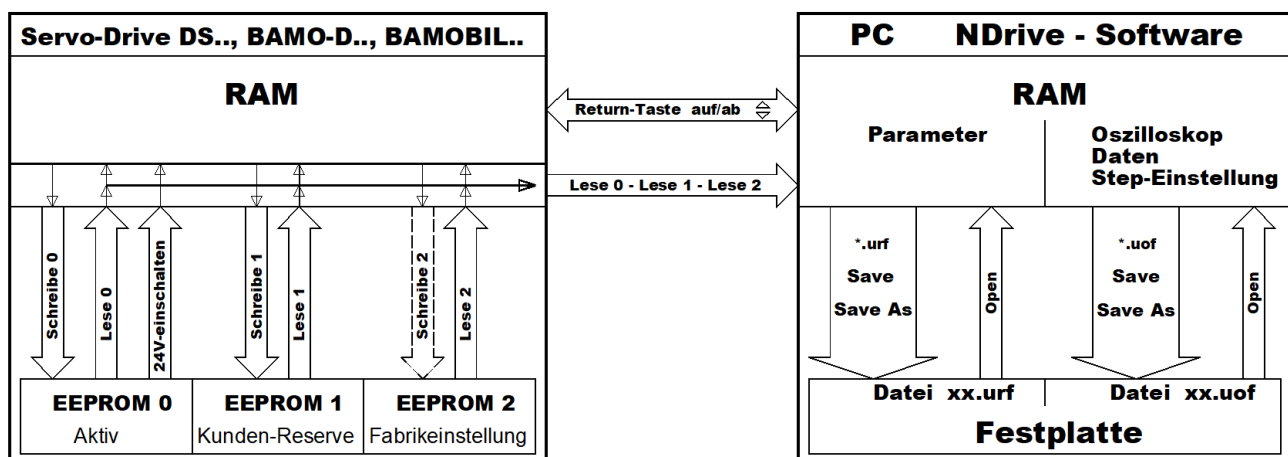 Servo-Drive DS.., BAMO-D.., BAMOBIL..
RAM
Schreibe 0
Lese 0
24V-einschalten
Schreibe 1
Lese 1
Schreibe 2
Lese 2
EEPROM 0
Aktiv
EEPROM 1
Kunden-Reserve
EEPROM 2
Fabrikeinstellung
Return-Taste auf/ab
Lese 0 - Lese 1 - Lese 2
PC NDrive - Software
RAM
Parameter
Oszilloskop
Daten
Step-Einstellung
*.urf
Save
Save As
Open
*.uof
Save
Save As
Open
Datei xx.urf
Datei xx.uof
Festplatte